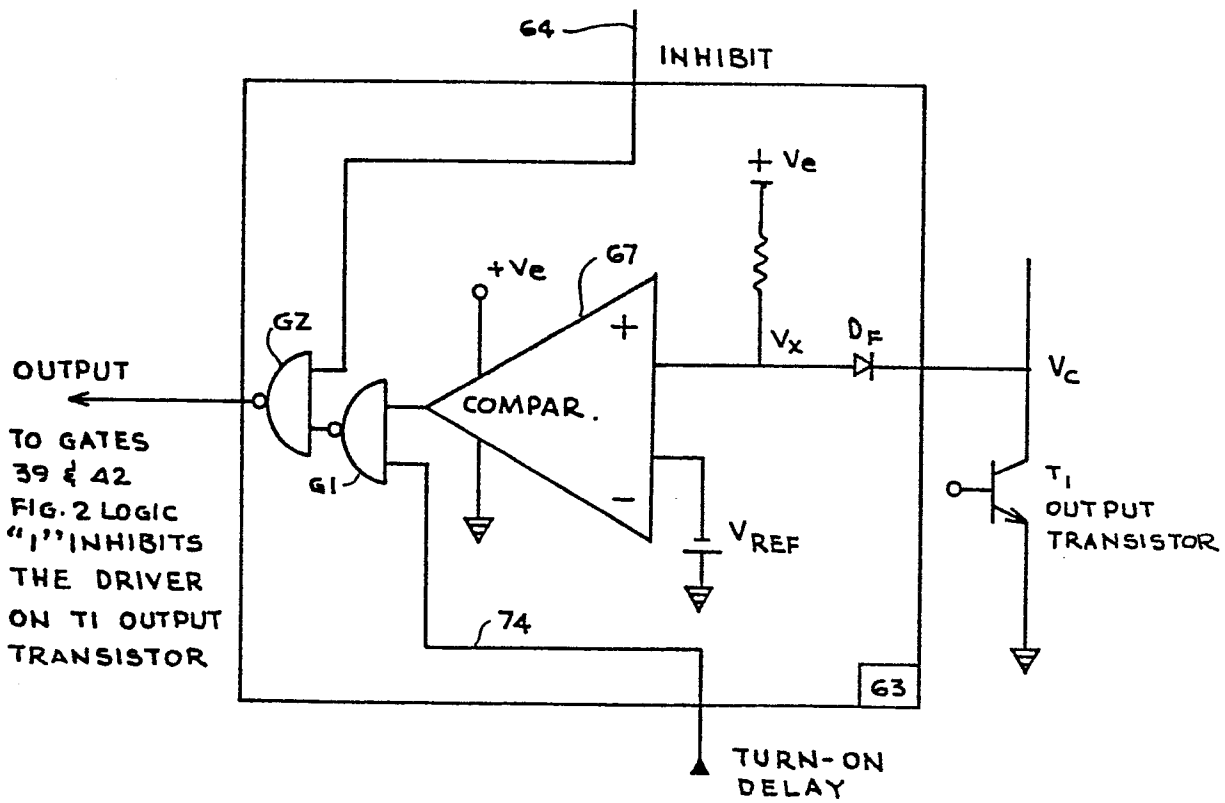 64
INHIBIT
+ Ve
+Ve
67
+
G2
Vx
DF
OUTPUT
VC
COMPAR.
TO GATES
39 & 42
FIG. 2 LOGIC
"1" INHIBITS
THE DRIVER
ON T1 OUTPUT
TRANSISTOR
G1
−
VREF
T1
OUTPUT
TRANSISTOR
74
63
TURN-ON
DELAY